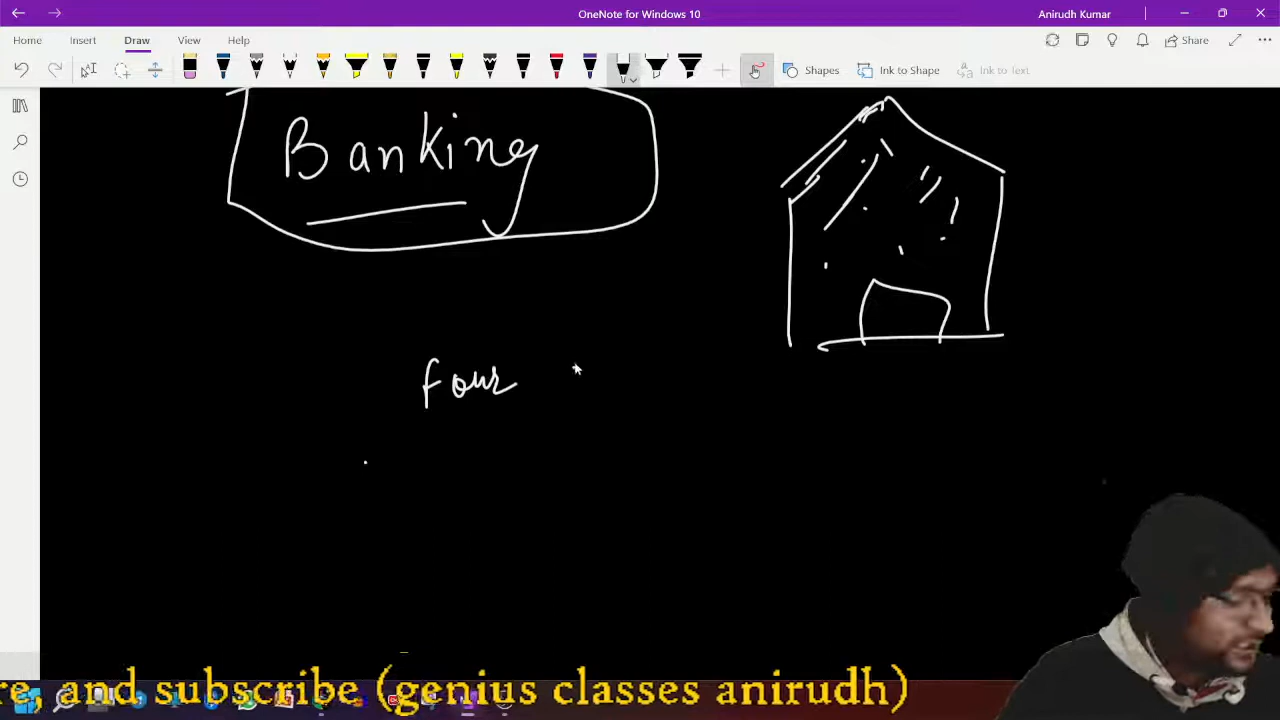 OneNote for Windows 10
Anirudh Kumar
Home Insert Draw View Help
Share
Shapes
Ink to Shape
Ink to Text
Banking
four
re, and subscribe (genius classes anirudh)